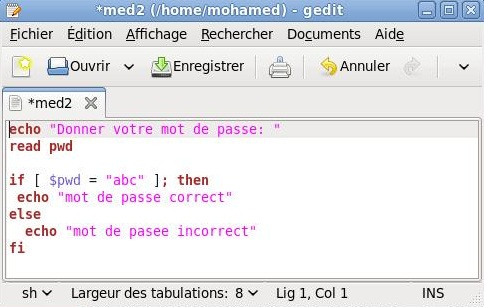 *med2 (/home/mohamed) - gedit
Fichier Édition Affichage Rechercher Documents Aide
Ouvrir Enregistrer Annuler
*med2
echo "Donner votre mot de passe: "
read pwd
if [ $pwd = "abc" ]; then
echo "mot de passe correct"
else
echo "mot de pasee incorrect"
fi
sh Largeur des tabulations: 8 Lig 1, Col 1 INS